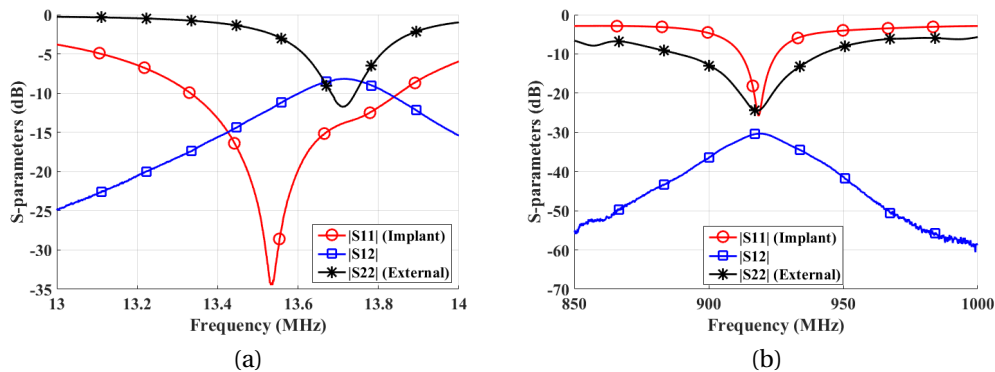 S-parameters (dB)
0
-5
-10
-15
-20
-25
-30
-35
13
13.2
13.4
13.6
13.8
14
Frequency (MHz)
|S11| (Implant)
|S12|
|S22| (External)
(a)
S-parameters (dB)
0
-10
-20
-30
-40
-50
-60
-70
850
900
950
1000
Frequency (MHz)
|S11| (Implant)
|S12|
|S22| (External)
(b)